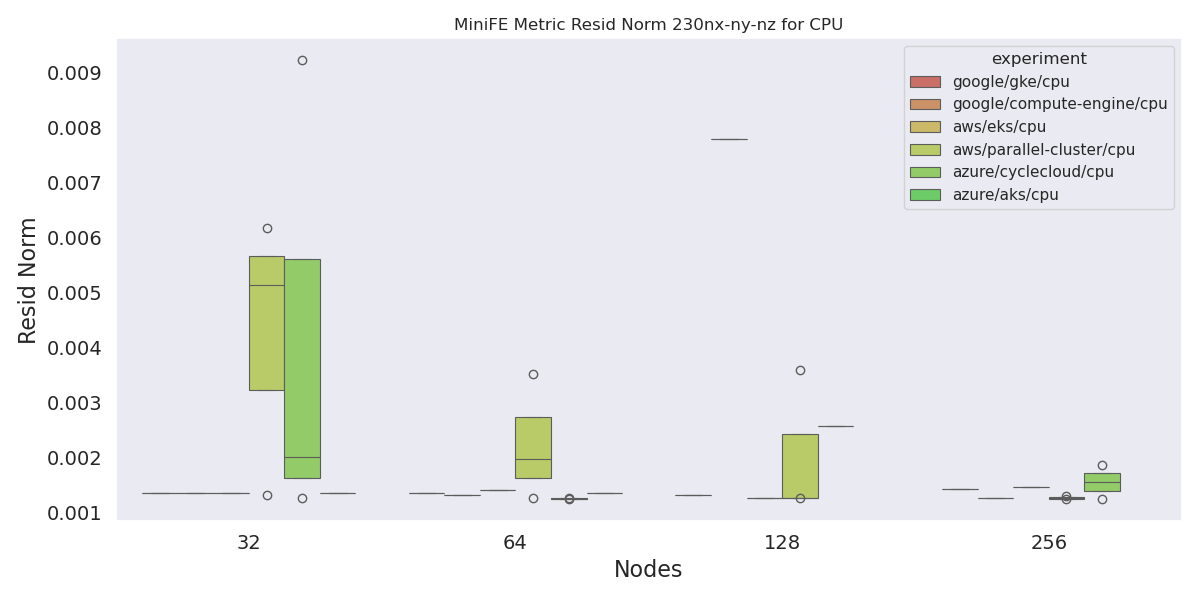 MiniFE Metric Resid Norm 230nx-ny-nz for CPU
experiment
google/gke/cpu
google/compute-engine/cpu
aws/eks/cpu
aws/parallel-cluster/cpu
azure/cyclecloud/cpu
azure/aks/cpu
Resid Norm
0.009
0.008
0.007
0.006
0.005
0.004
0.003
0.002
0.001
32
64
128
256
Nodes